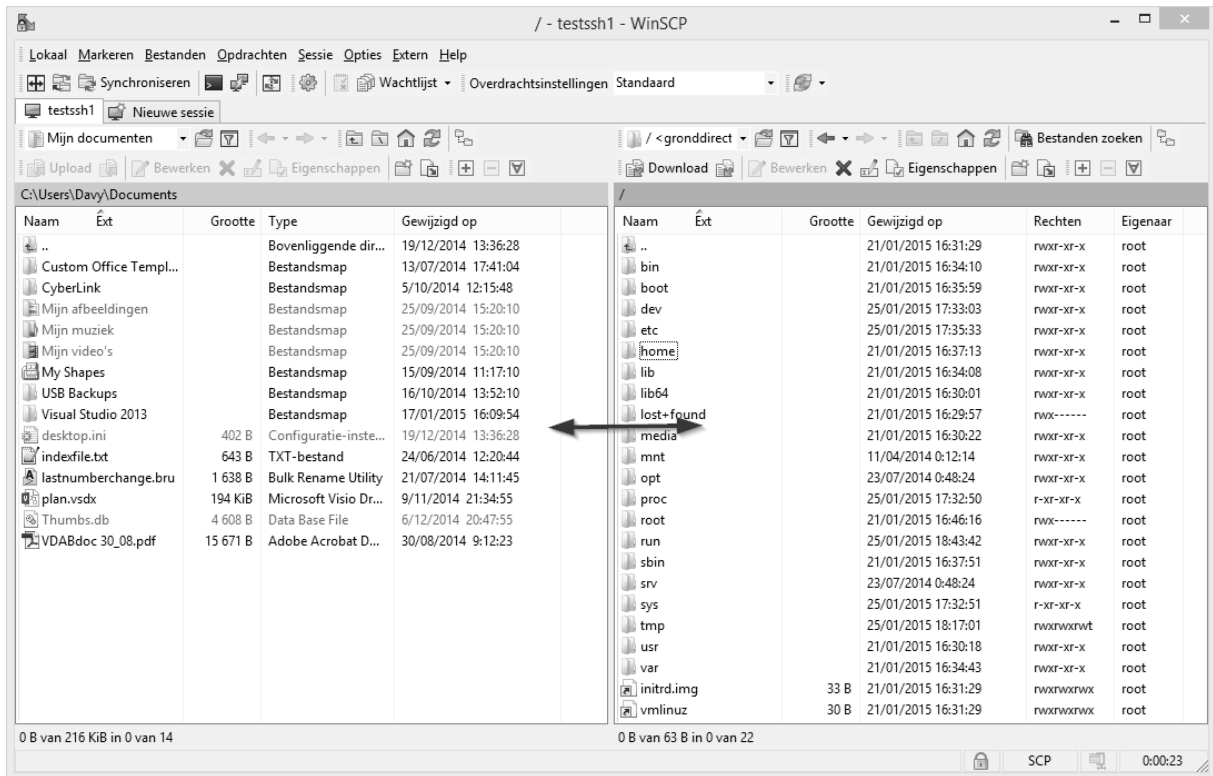 / - testssh1 - WinSCP
Lokaal Markeren Bestanden Opdrachten Sessie Opties Extern Help
Synchroniseren Wachtlijst Overdrachtsinstellingen Standaard
testssh1 Nieuwe sessie
Mijn documenten
Upload Bewerken Eigenschappen
C:\Users\Davy\Documents
Naam Ext Grootte Type Gewijzigd op
.. Bovenliggende dir... 19/12/2014 13:36:28
Custom Office Templ... Bestandsmap 13/07/2014 17:41:04
CyberLink Bestandsmap 5/10/2014 12:15:48
Mijn afbeeldingen Bestandsmap 25/09/2014 15:20:10
Mijn muziek Bestandsmap 25/09/2014 15:20:10
Mijn video's Bestandsmap 25/09/2014 15:20:10
My Shapes Bestandsmap 15/09/2014 11:17:10
USB Backups Bestandsmap 16/10/2014 13:52:10
Visual Studio 2013 Bestandsmap 17/01/2015 16:09:54
desktop.ini 402 B Configuratie-inste... 19/12/2014 13:36:28
indexfile.txt 643 B TXT-bestand 24/06/2014 12:20:44
lastnumberchange.bru 1 638 B Bulk Rename Utility 21/07/2014 14:11:45
plan.vsdx 194 KiB Microsoft Visio Dr... 9/11/2014 21:34:55
Thumbs.db 4 608 B Data Base File 6/12/2014 20:47:55
VDABdoc 30_08.pdf 15 671 B Adobe Acrobat D... 30/08/2014 9:12:23
0 B van 216 KiB in 0 van 14
/ <gronddirect Bestanden zoeken
Download Bewerken Eigenschappen
/
Naam Ext Grootte Gewijzigd op Rechten Eigenaar
.. 21/01/2015 16:31:29 rwxr-xr-x root
bin 21/01/2015 16:34:10 rwxr-xr-x root
boot 21/01/2015 16:35:59 rwxr-xr-x root
dev 25/01/2015 17:33:03 rwxr-xr-x root
etc 25/01/2015 17:35:33 rwxr-xr-x root
home 21/01/2015 16:37:13 rwxr-xr-x root
lib 21/01/2015 16:34:08 rwxr-xr-x root
lib64 21/01/2015 16:30:01 rwxr-xr-x root
lost+found 21/01/2015 16:29:57 rwx------ root
media 21/01/2015 16:30:22 rwxr-xr-x root
mnt 11/04/2014 0:12:14 rwxr-xr-x root
opt 23/07/2014 0:48:24 rwxr-xr-x root
proc 25/01/2015 17:32:50 r-xr-xr-x root
root 21/01/2015 16:46:16 rwx------ root
run 25/01/2015 18:43:42 rwxr-xr-x root
sbin 21/01/2015 16:37:51 rwxr-xr-x root
srv 23/07/2014 0:48:24 rwxr-xr-x root
sys 25/01/2015 17:32:51 r-xr-xr-x root
tmp 25/01/2015 18:17:01 rwxrwxrwt root
usr 21/01/2015 16:30:18 rwxr-xr-x root
var 21/01/2015 16:34:43 rwxr-xr-x root
initrd.img 33 B 21/01/2015 16:31:29 rwxrwxrwx root
vmlinuz 30 B 21/01/2015 16:31:29 rwxrwxrwx root
0 B van 63 B in 0 van 22
SCP 0:00:23